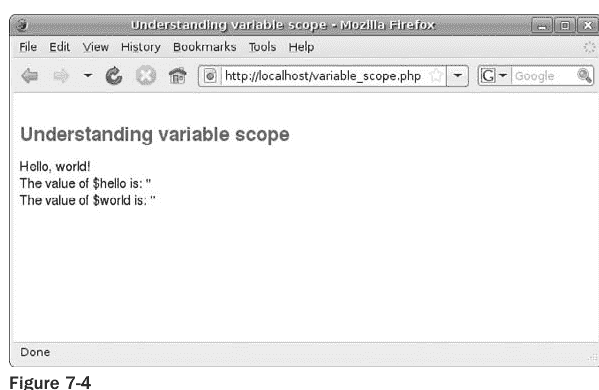 Understanding variable scope - Mozilla Firefox
File Edit View History Bookmarks Tools Help
http://localhost/variable_scope.php G Google
Understanding variable scope
Hello, world!
The value of $hello is: ''
The value of $world is: ''
Done
Figure 7-4